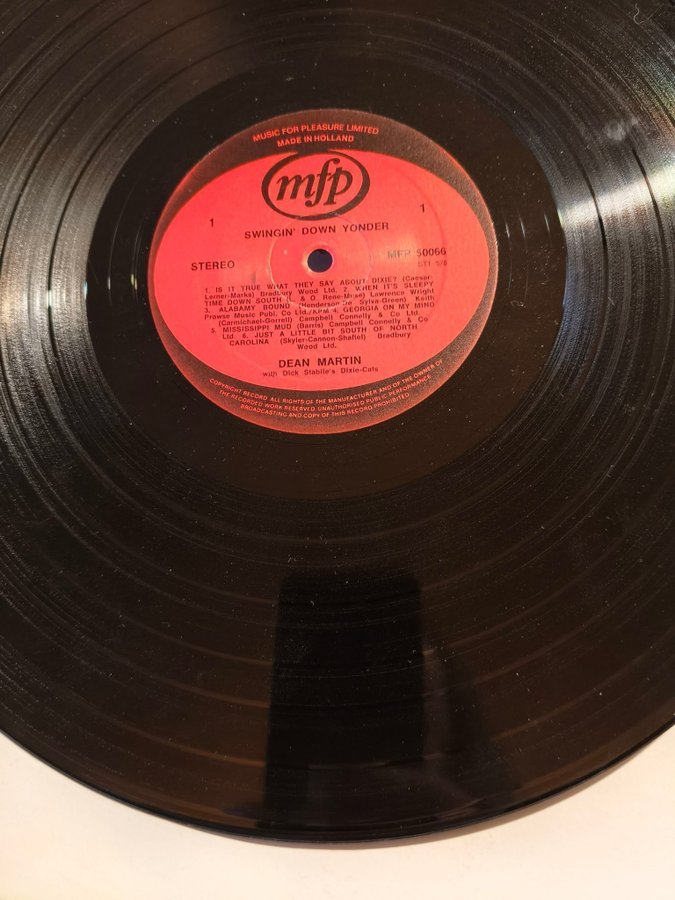 MUSIC FOR PLEASURE LIMITED
MADE IN HOLLAND
mfp
1
1
SWINGIN' DOWN YONDER
STEREO
MFP 50066
1. IS IT TRUE WHAT THEY SAY ABOUT DIXIE? (Caesar-
Lerner-Marks) Bradbury Wood Ltd. 2. WHEN IT'S SLEEPY
TIME DOWN SOUTH (L. & O. Rene-Muse) Lawrence Wright
3. ALABAMY BOUND (Henderson-De Sylva-Green) Keith
Prowse Music Publ. Co Ltd./KPM 4. GEORGIA ON MY MIND
(Carmichael-Gorrell) Campbell Connelly & Co Ltd.
5. MISSISSIPPI MUD (Barris) Campbell Connelly & Co
Ltd. 6. JUST A LITTLE BIT SOUTH OF NORTH
CAROLINA (Skyler-Cannon-Shaftel) Bradbury
Wood Ltd.
DEAN MARTIN
with Dick Stabile's Dixie-Cats
COPYRIGHT RECORD ALL RIGHTS OF THE MANUFACTURER AND OF THE OWNER OF
THE RECORDED WORK RESERVED UNAUTHORISED PUBLIC PERFORMANCE
BROADCASTING AND COPY OF THIS RECORD PROHIBITED